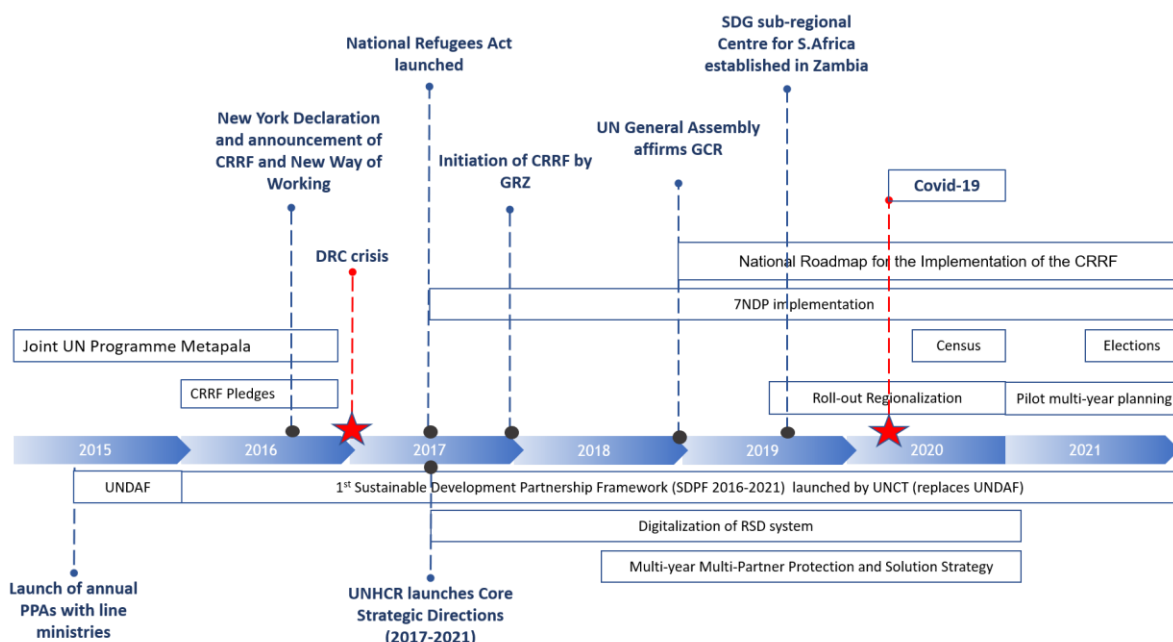 SDG sub-regional
Centre for S.Africa
established in Zambia
National Refugees Act
launched
New York Declaration
and announcement of
CRRF and New Way of
Working
UN General Assembly
affirms GCR
Initiation of CRRF by
GRZ
Covid-19
DRC crisis
National Roadmap for the Implementation of the CRRF
7NDP implementation
Joint UN Programme Metapala
Census
Elections
CRRF Pledges
Roll-out Regionalization
Pilot multi-year planning
2015
2016
2017
2018
2019
2020
2021
UNDAF
1st Sustainable Development Partnership Framework (SDPF 2016-2021) launched by UNCT (replaces UNDAF)
Digitalization of RSD system
Multi-year Multi-Partner Protection and Solution Strategy
Launch of annual
PPAs with line
ministries
UNHCR launches Core
Strategic Directions
(2017-2021)